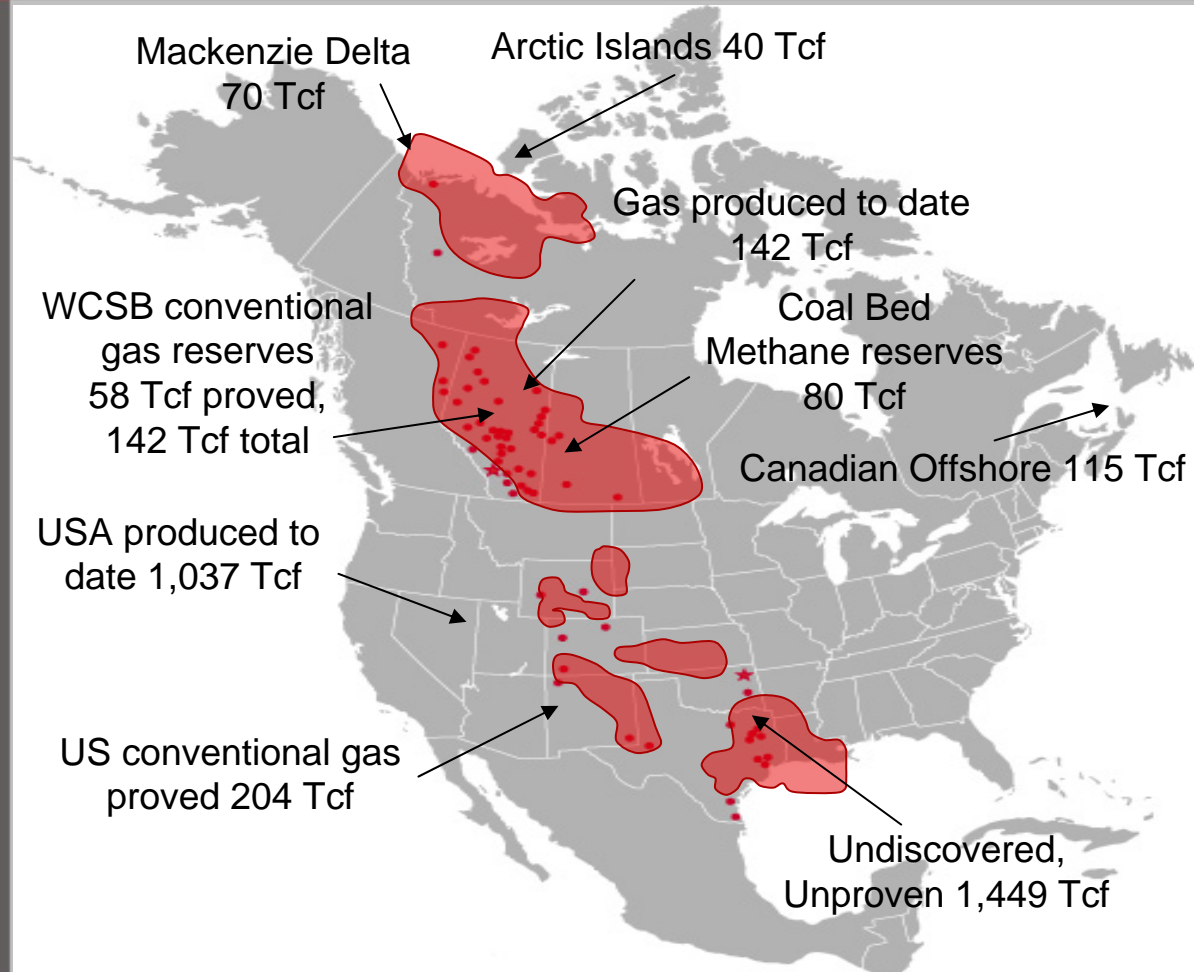 Mackenzie Delta
70 Tcf
Arctic Islands 40 Tcf
Gas produced to date
142 Tcf
WCSB conventional
gas reserves
58 Tcf proved,
142 Tcf total
Coal Bed
Methane reserves
80 Tcf
Canadian Offshore 115 Tcf
USA produced to
date 1,037 Tcf
US conventional gas
proved 204 Tcf
Undiscovered,
Unproven 1,449 Tcf